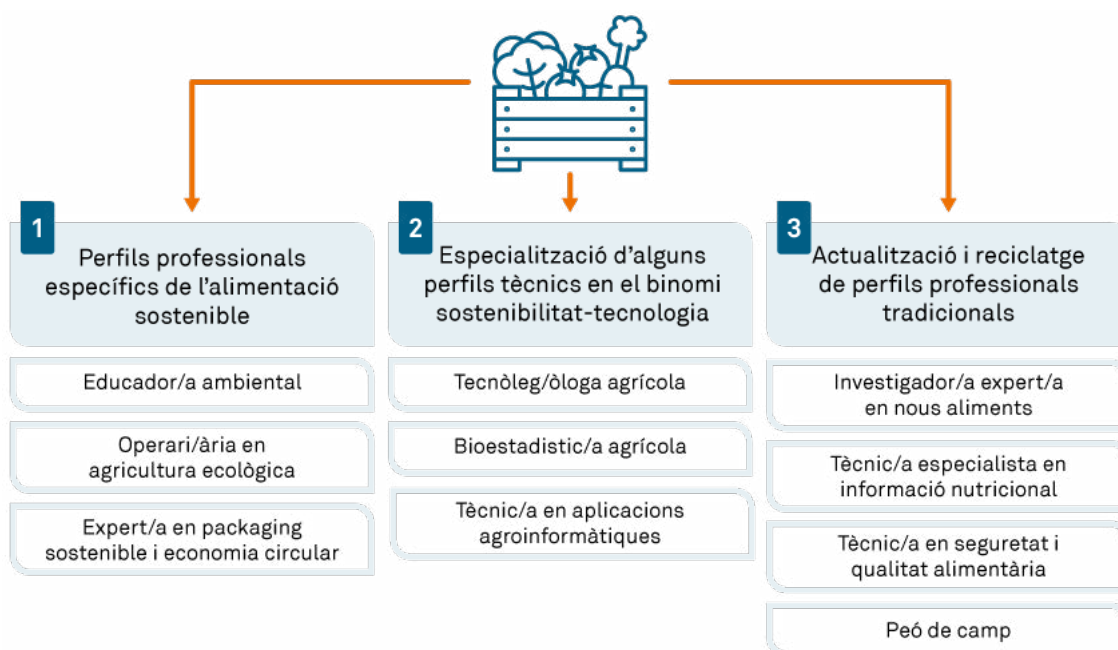 1
Perfils professionals
específics de l’alimentació
sostenible
Educador/a ambiental
Operari/ària en
agricultura ecològica
Expert/a en packaging
sostenible i economia circular
2
Especialització d’alguns
perfils tècnics en el binomi
sostenibilitat-tecnologia
Tecnòleg/òloga agrícola
Bioestadistic/a agrícola
Tècnic/a en aplicacions
agroinformàtiques
3
Actualització i reciclatge
de perfils professionals
tradicionals
Investigador/a expert/a
en nous aliments
Tècnic/a especialista en
informació nutricional
Tècnic/a en seguretat i
qualitat alimentària
Peó de camp